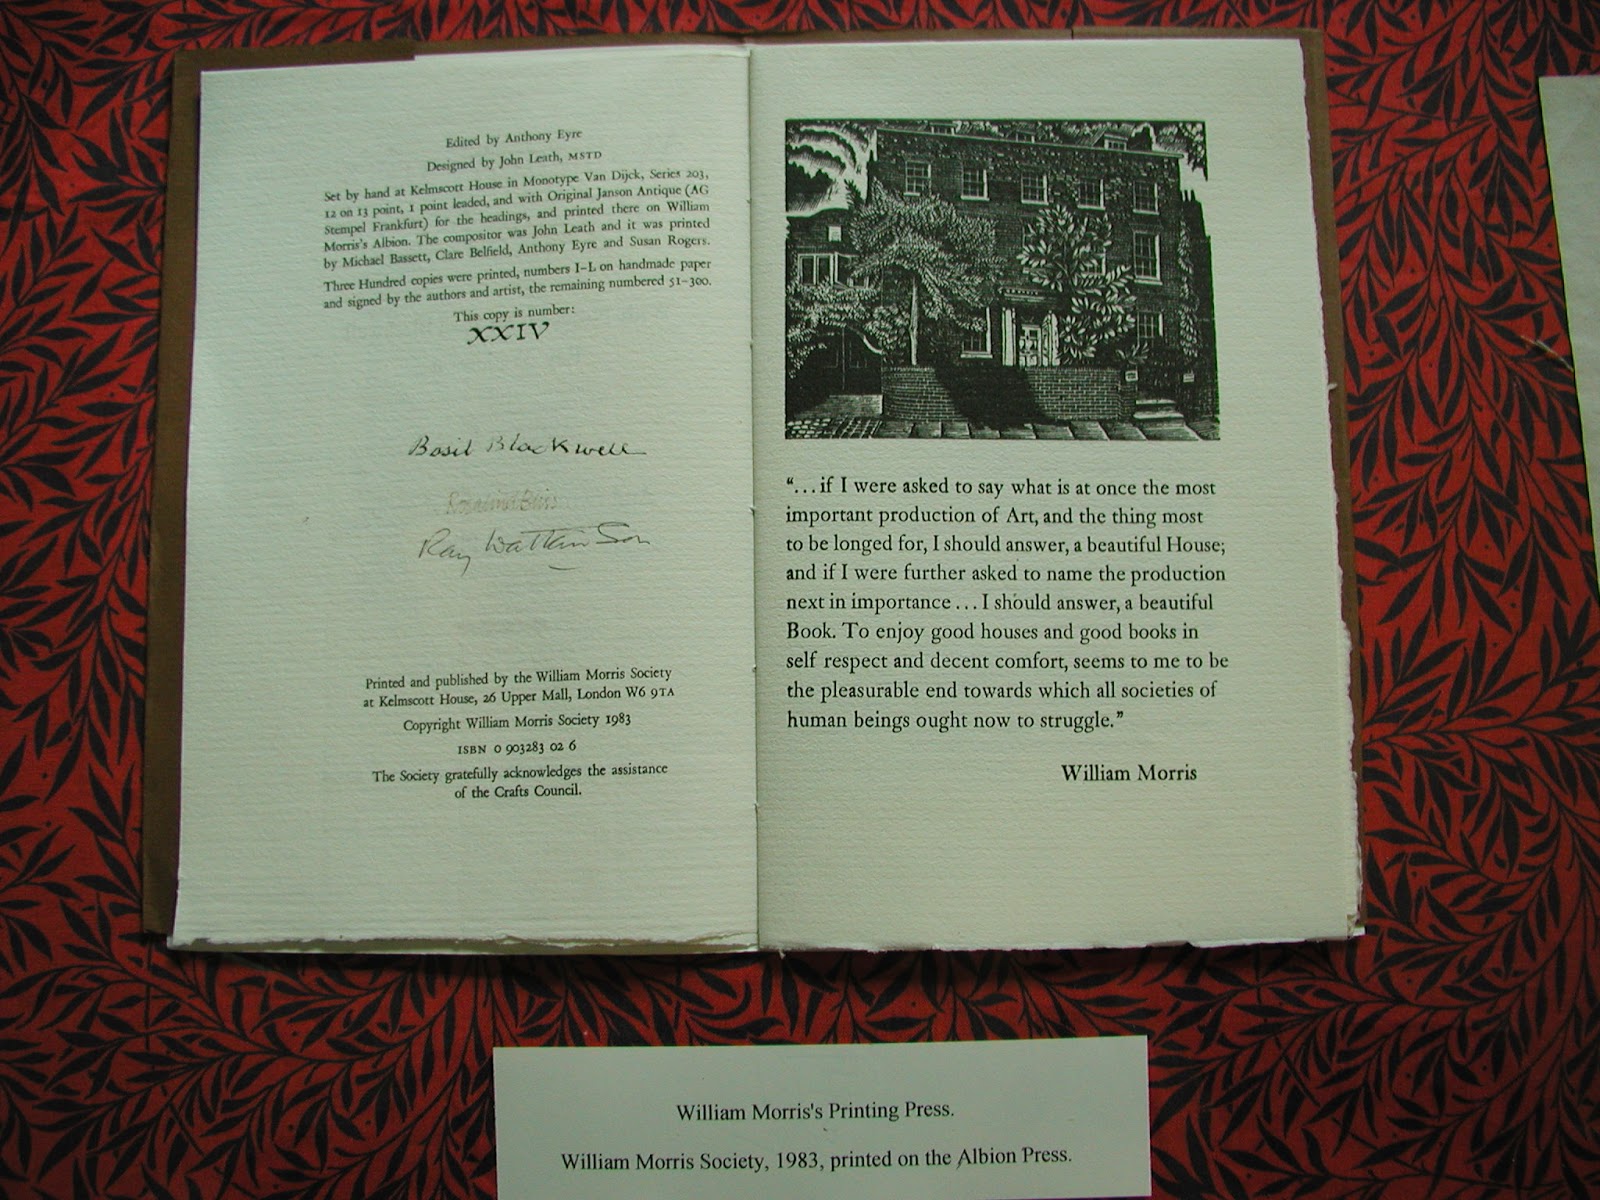 Edited by Anthony Eyre
Designed by John Leath, MSTD
Set by hand at Kelmscott House in Monotype Van Dijck, Series 203,
12 on 13 point, 1 point leaded, and with Original Janson Antique (AG
Stempel Frankfurt) for the headings, and printed there on William
Morris's Albion. The compositor was John Leath and it was printed
by Michael Bassett, Clare Belfield, Anthony Eyre and Susan Rogers.
Three Hundred copies were printed, numbers I–L on handmade paper
and signed by the authors and artist, the remaining numbered 51–300.
This copy is number:
XXIV
Basil Blackwell
Ray Watkinson
Printed and published by the William Morris Society
at Kelmscott House, 26 Upper Mall, London W6 9TA
Copyright William Morris Society 1983
ISBN 0 903283 02 6
The Society gratefully acknowledges the assistance
of the Crafts Council.
“...if I were asked to say what is at once the most
important production of Art, and the thing most
to be longed for, I should answer, a beautiful House;
and if I were further asked to name the production
next in importance ... I should answer, a beautiful
Book. To enjoy good houses and good books in
self respect and decent comfort, seems to me to be
the pleasurable end towards which all societies of
human beings ought now to struggle.”
William Morris
William Morris's Printing Press.
William Morris Society, 1983, printed on the Albion Press.